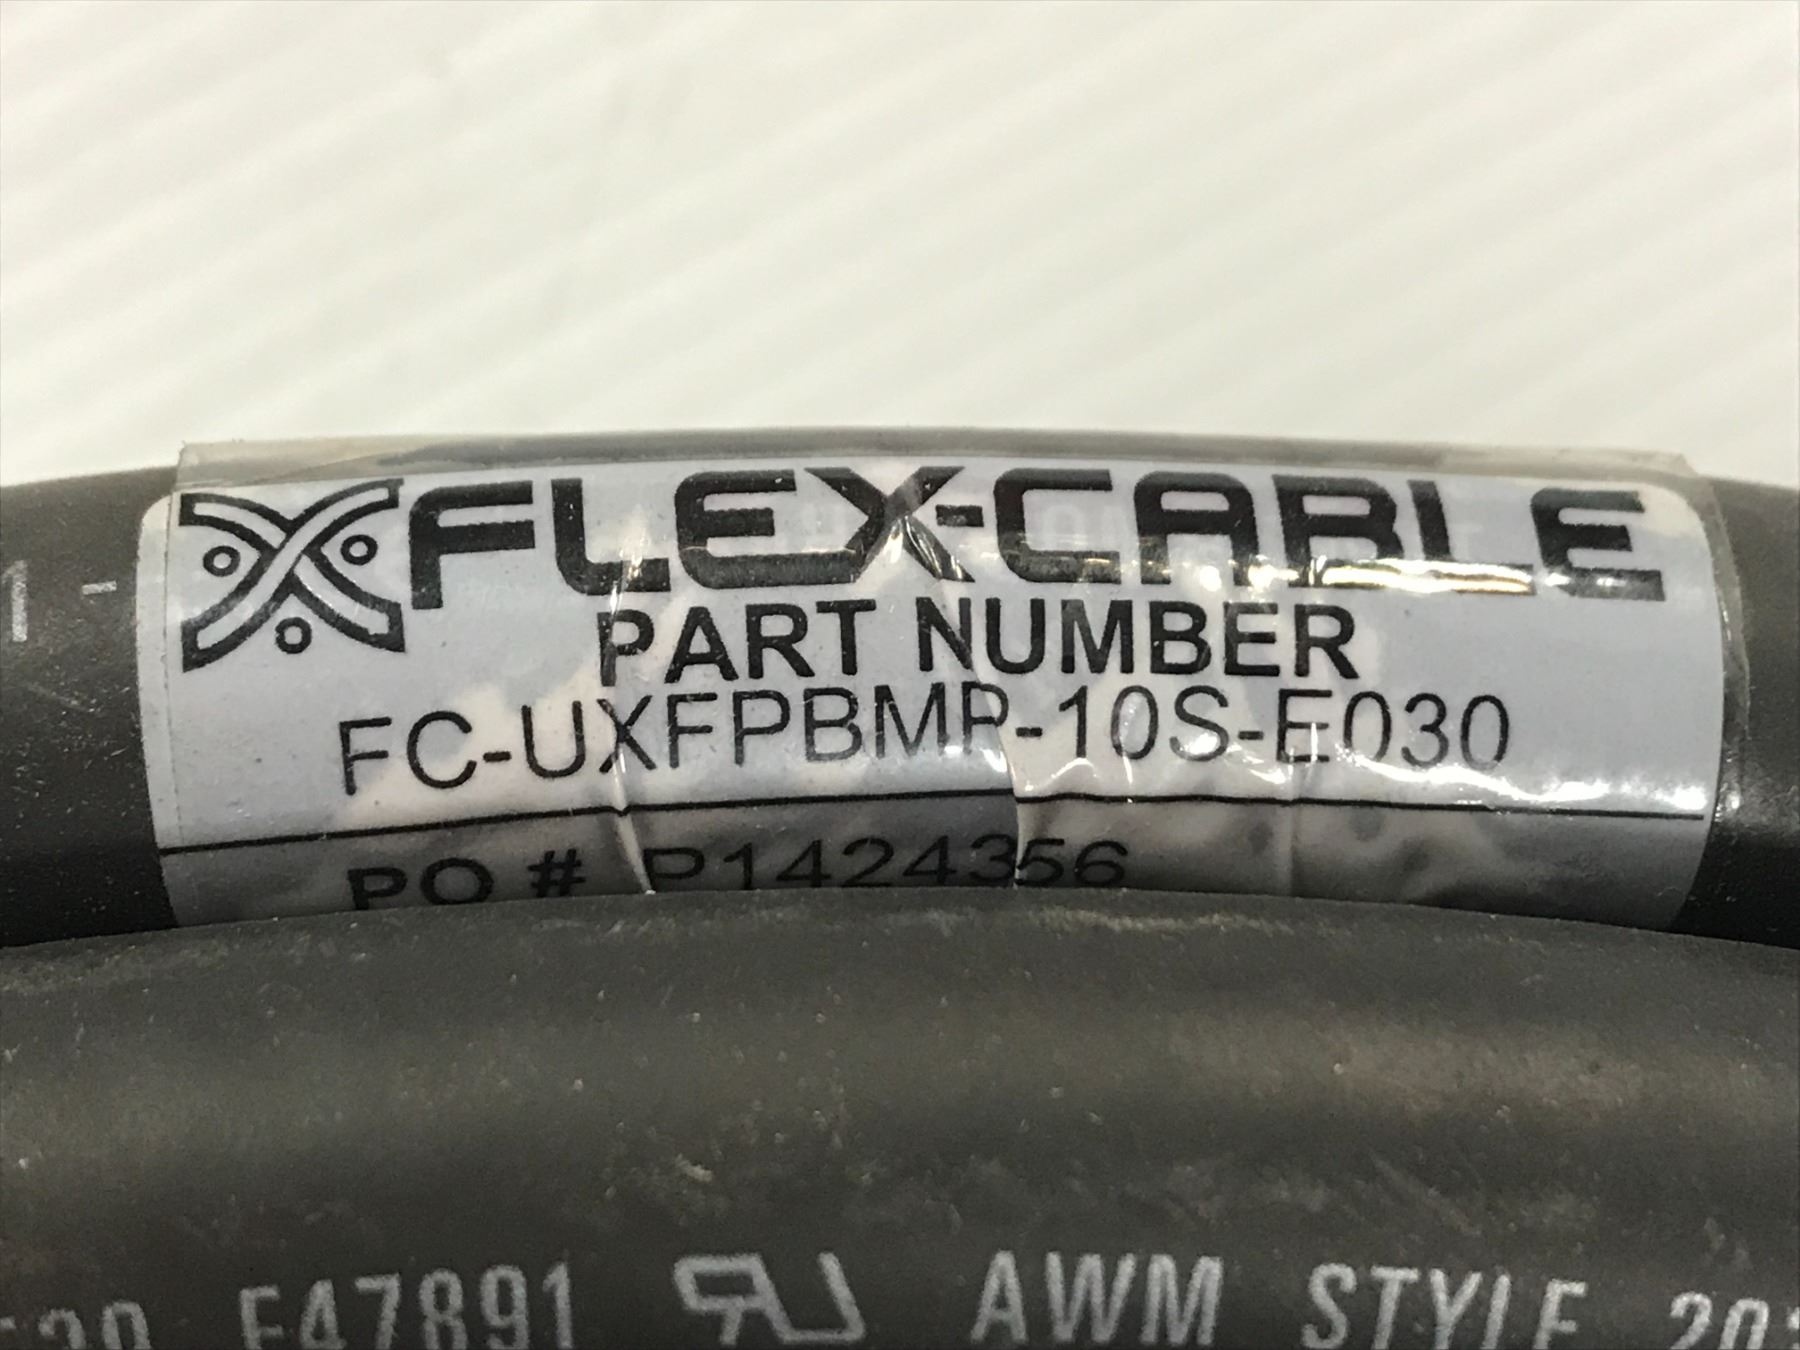 FLEX-CABLE
PART NUMBER
FC-UXFPBMP-10S-E030
PO # P1424356
E47891 AWM STYLE